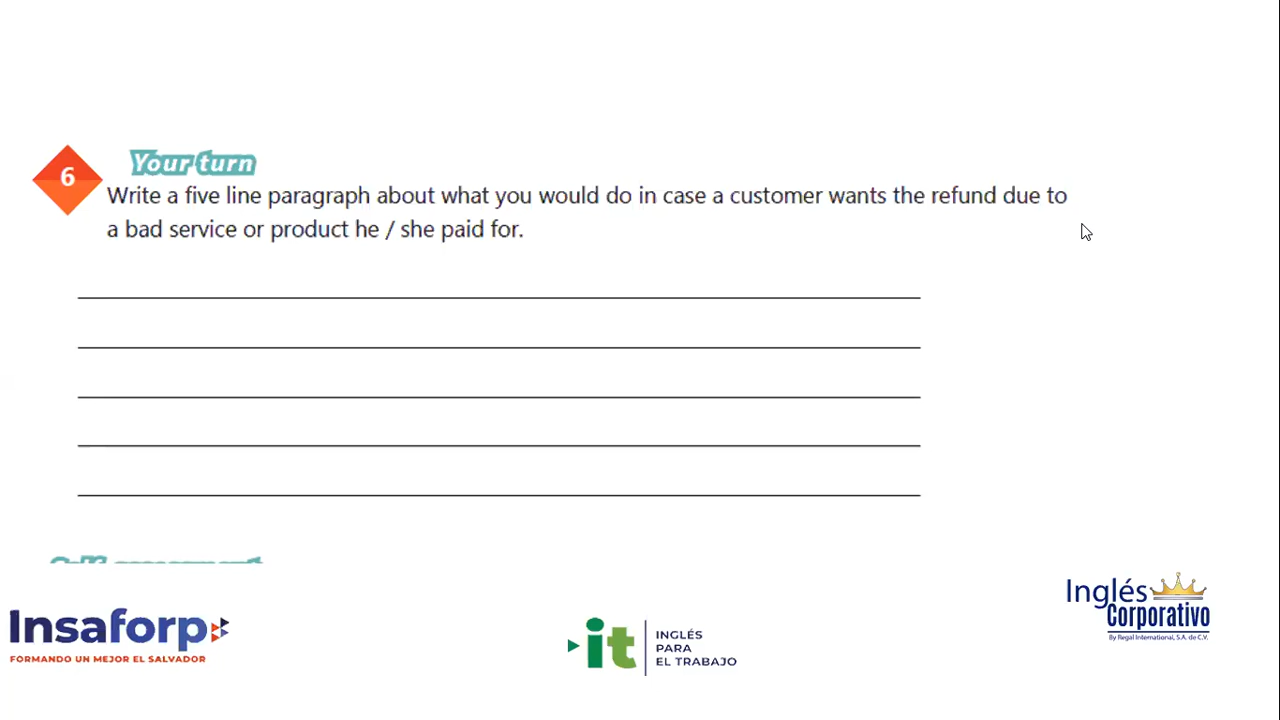 Your turn
6
Write a five line paragraph about what you would do in case a customer wants the refund due to
a bad service or product he / she paid for.
Insaforp
FORMANDO UN MEJOR EL SALVADOR
it
INGLÉS
PARA
EL TRABAJO
Inglés
Corporativo
By Regal International, S.A. de C.V.